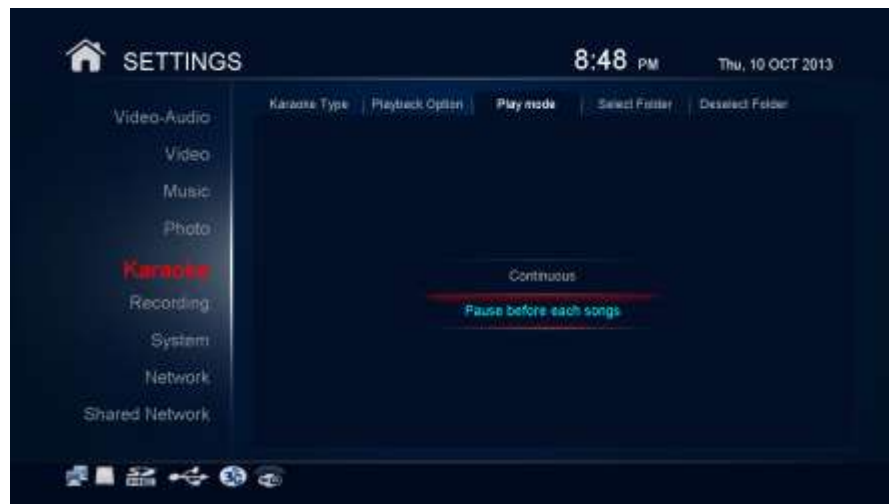 SETTINGS
8:48 PM
Thu, 10 OCT 2013
Karaoke Type
Playback Option
Play mode
Select Folder
Deselect Folder
Video-Audio
Video
Music
Photo
Karaoke
Recording
System
Network
Shared Network
Continuous
Pause before each songs